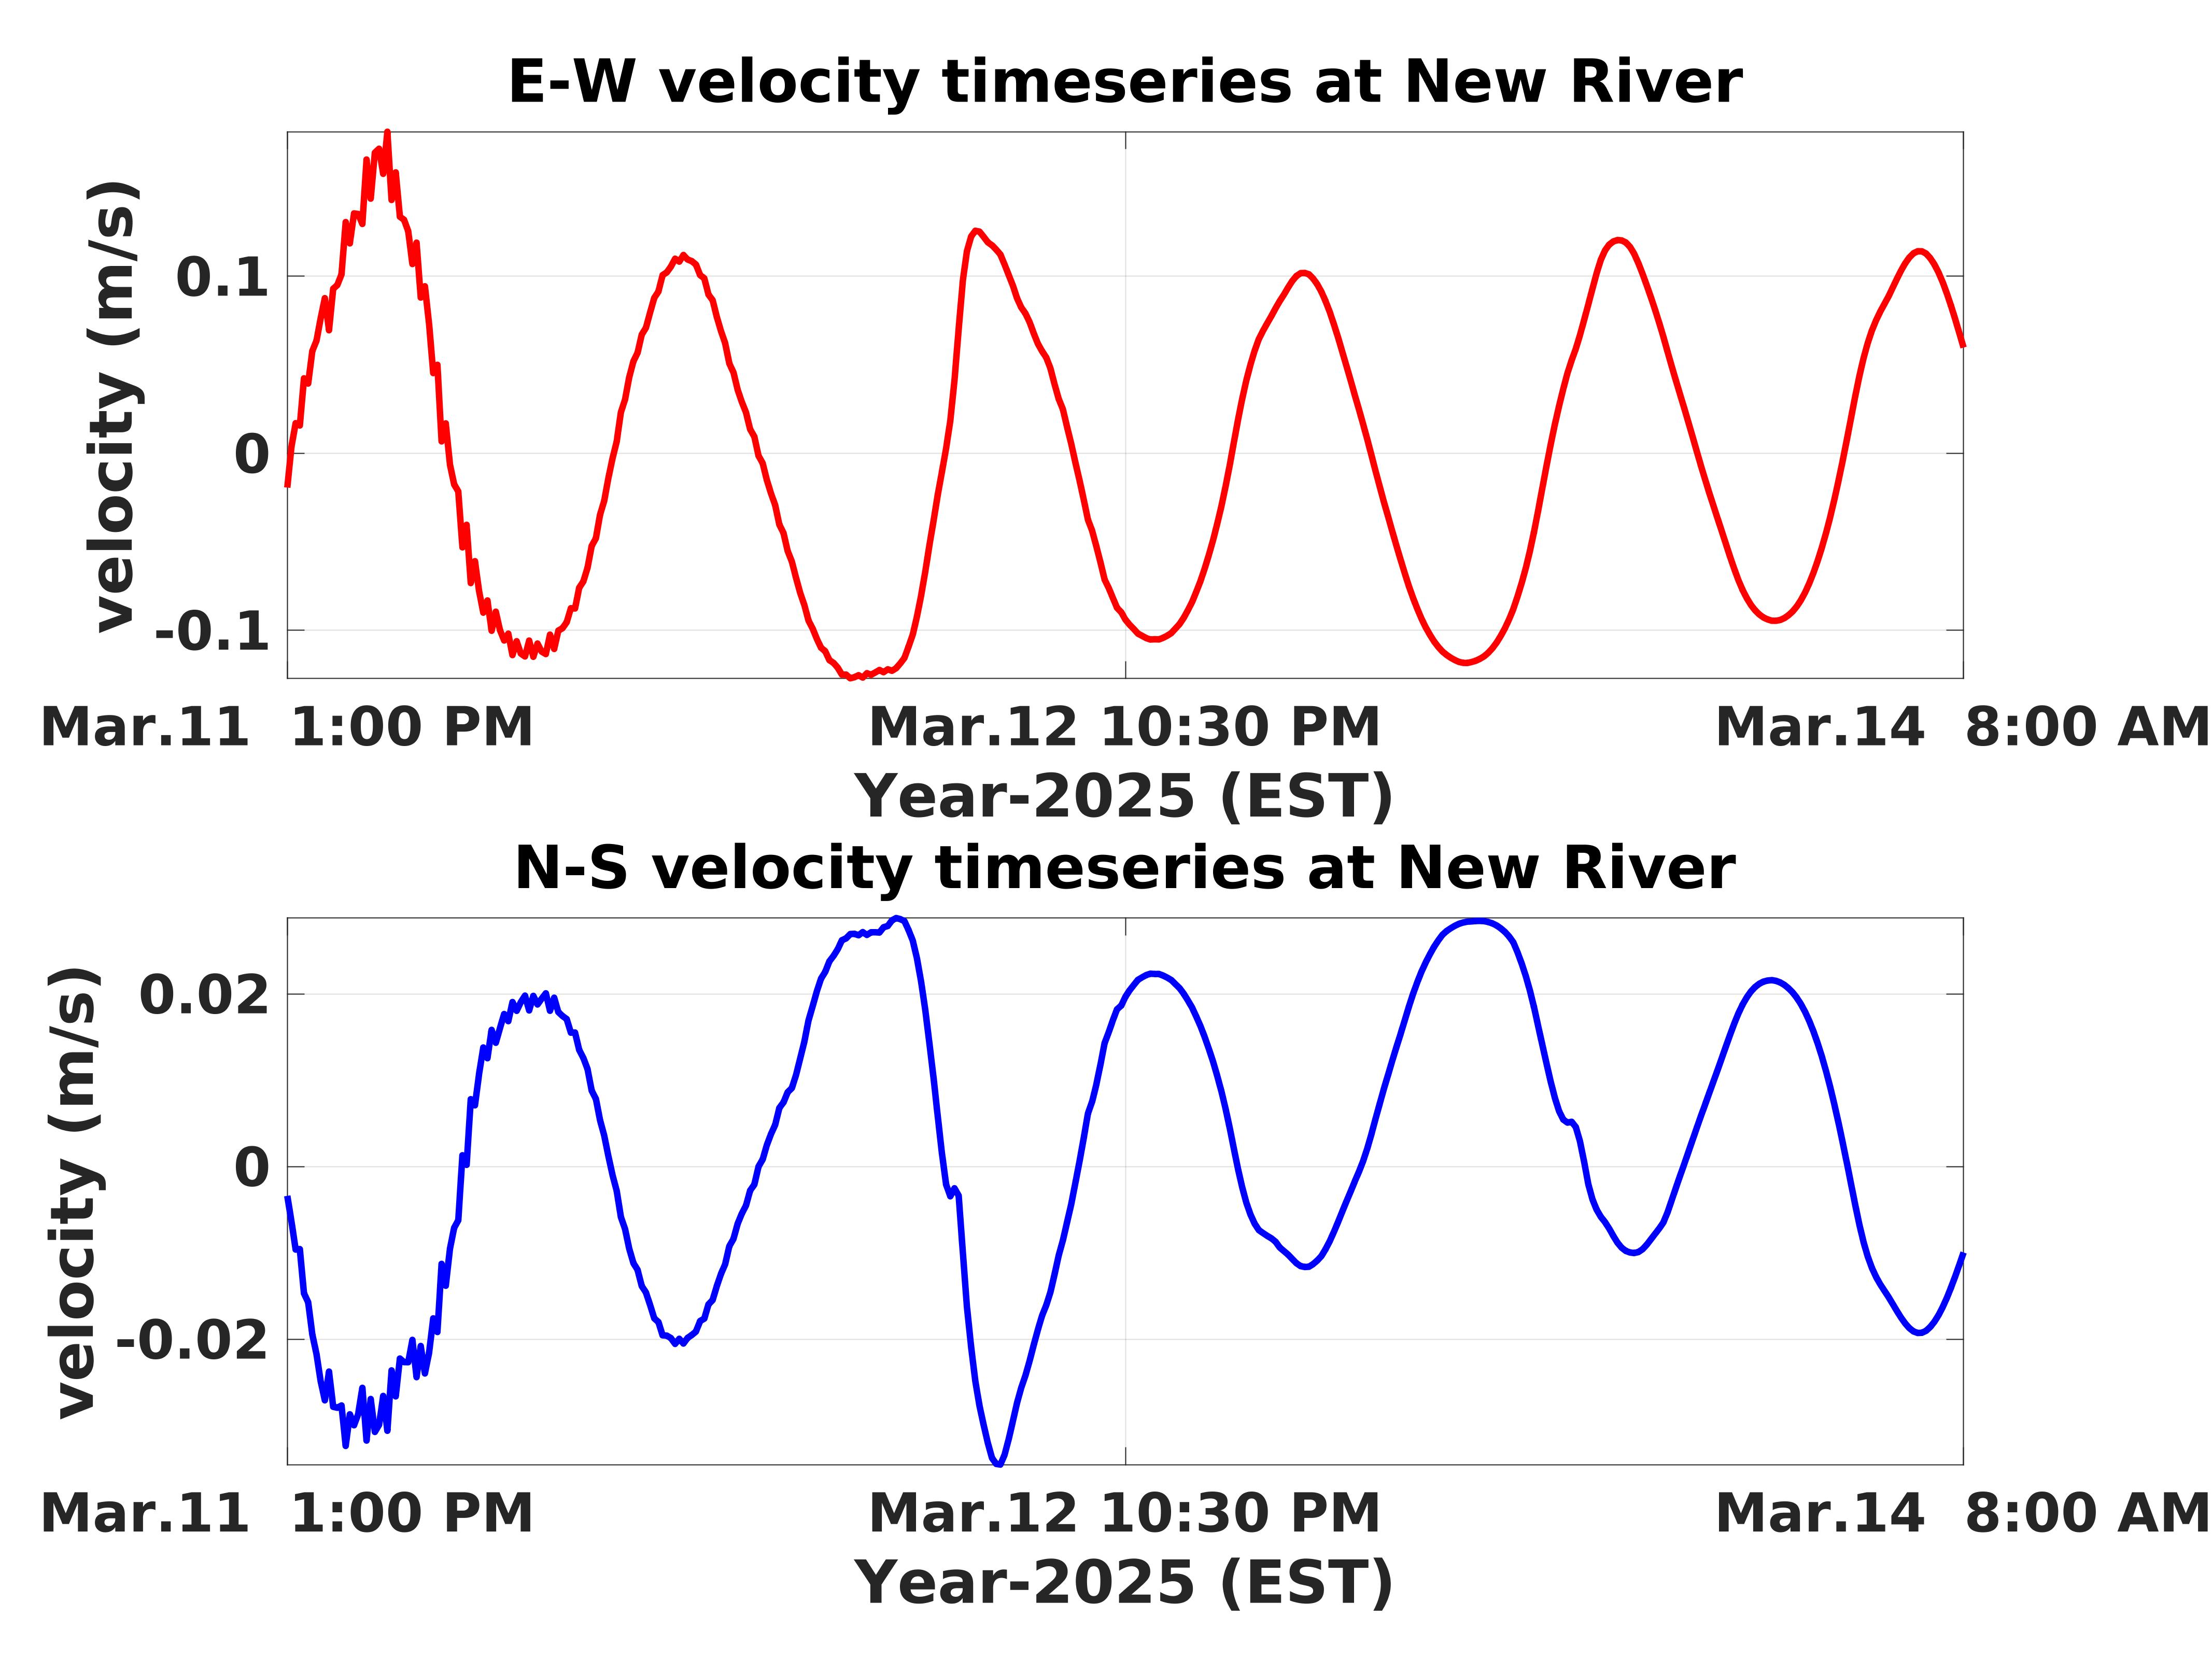 E-W velocity timeseries at New River
velocity (m/s)
0.1
0
-0.1
Mar.11  1:00 PM
Mar.12 10:30 PM
Mar.14  8:00 AM
Year-2025 (EST)
N-S velocity timeseries at New River
velocity (m/s)
0.02
0
-0.02
Mar.11  1:00 PM
Mar.12 10:30 PM
Mar.14  8:00 AM
Year-2025 (EST)